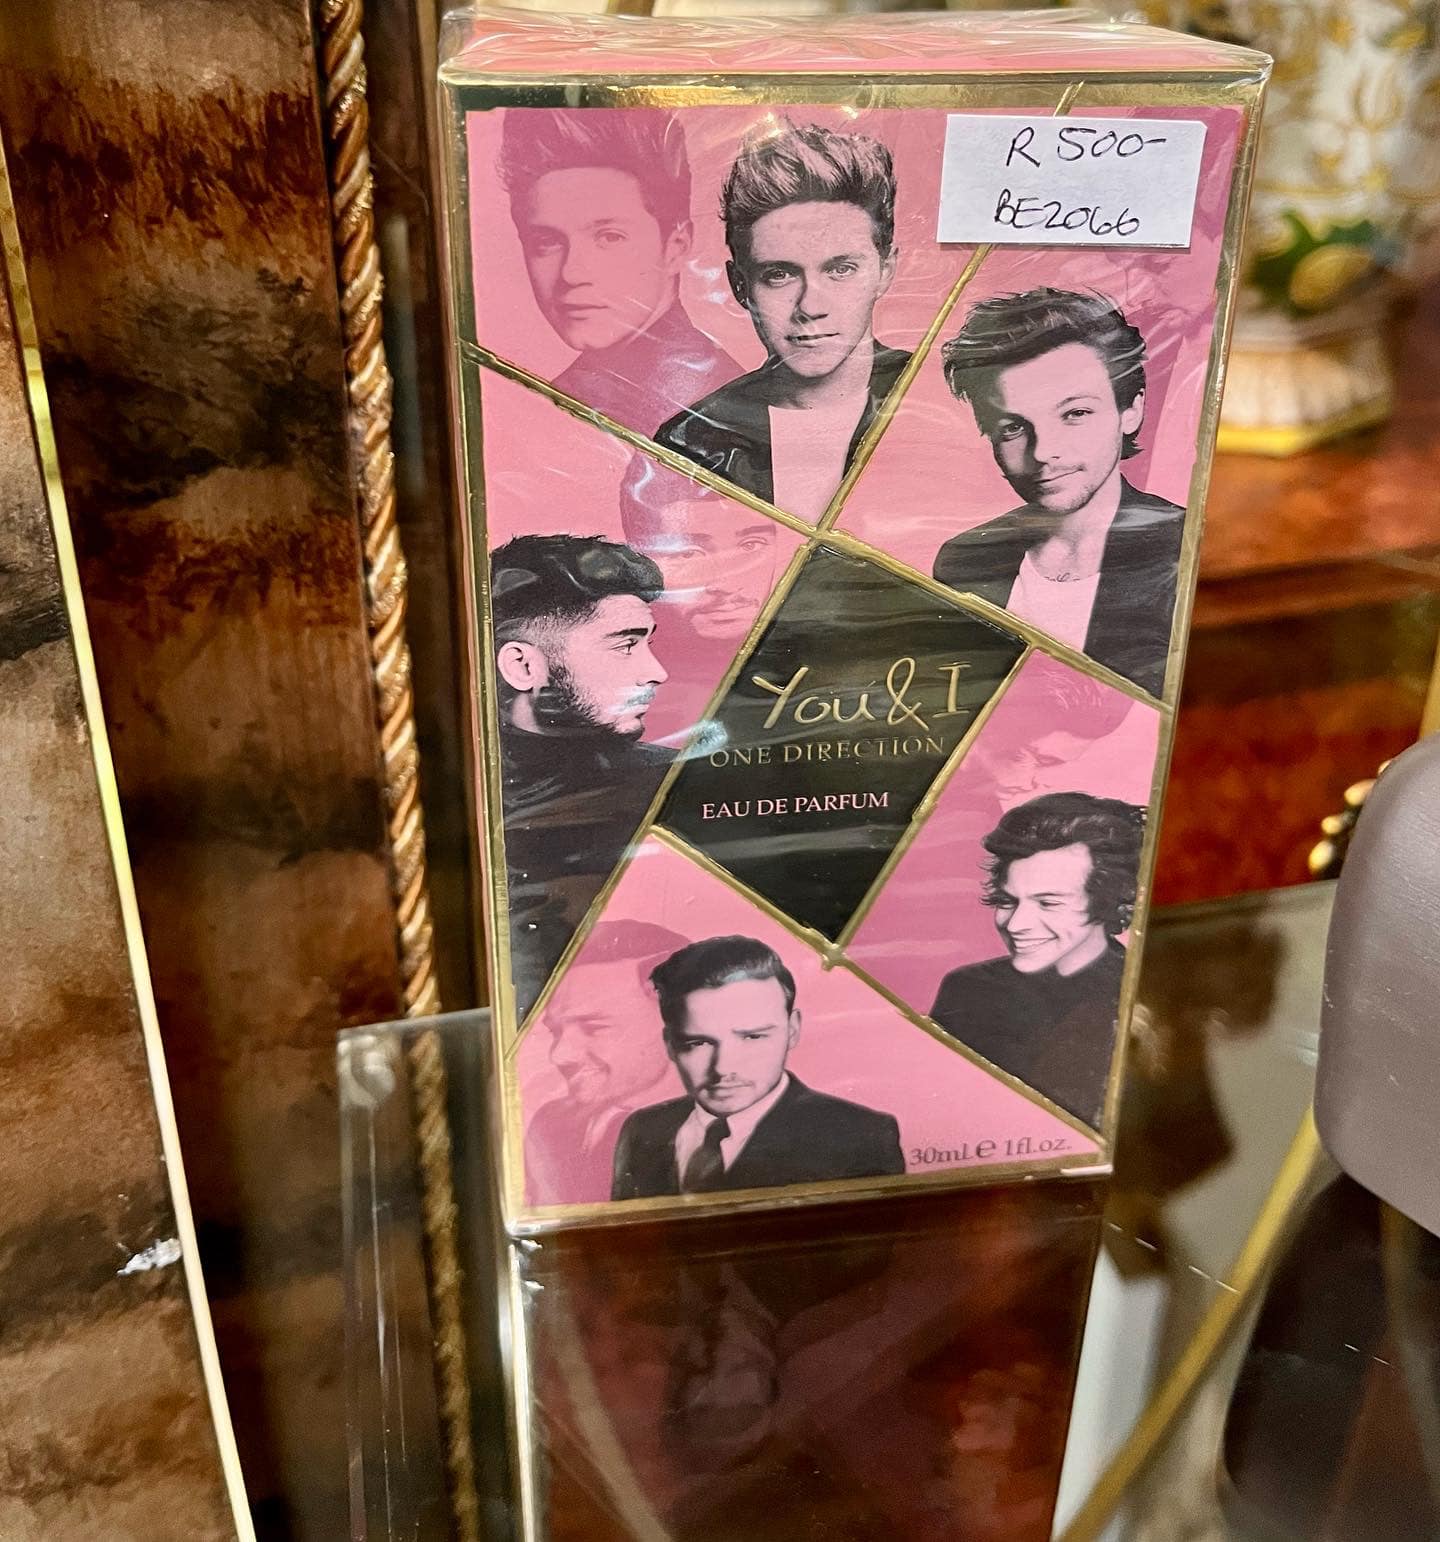 R 500-
BE2066
You & I
ONE DIRECTION
EAU DE PARFUM
30ml e 1fl.oz.